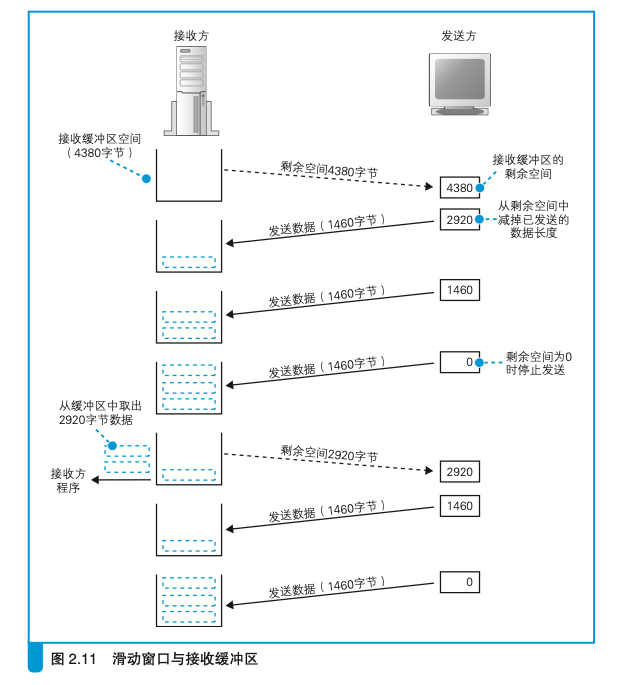 接收方
发送方
接收缓冲区空间
（4380字节）
剩余空间4380字节
4380
接收缓冲区的
剩余空间
发送数据（1460字节）
2920
从剩余空间中
减掉已发送的
数据长度
发送数据（1460字节）
1460
发送数据（1460字节）
0
剩余空间为0
时停止发送
从缓冲区中取出
2920字节数据
剩余空间2920字节
2920
接收方
程序
发送数据（1460字节）
1460
发送数据（1460字节）
0
图 2.11 滑动窗口与接收缓冲区